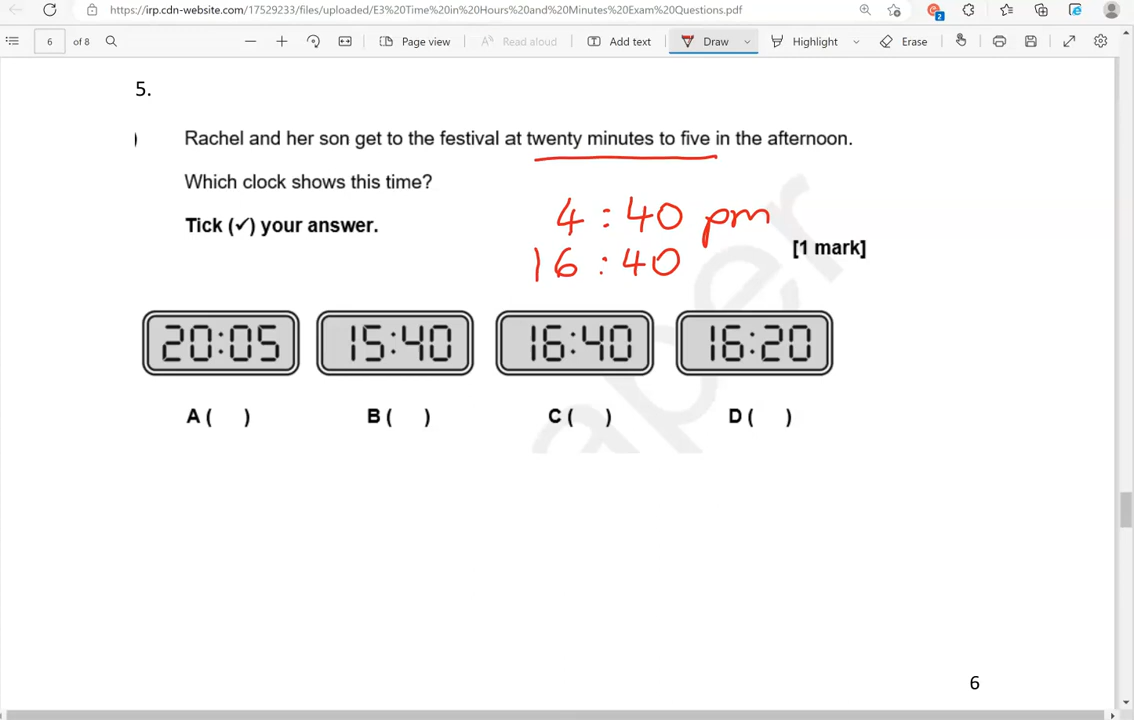 https://irp.cdn-website.com/17529233/files/uploaded/E3%20Time%20in%20Hours%20and%20Minutes%20Exam%20Questions.pdf
2
6 of 8 Page view Read aloud Add text Draw Highlight Erase
5.
)
Rachel and her son get to the festival at twenty minutes to five in the afternoon.
Which clock shows this time?
4:40 pm
Tick (✓) your answer.
[1 mark]
16:40
20:05 15:40 16:40 16:20
A ( ) B ( ) C ( ) D ( )
aper
6